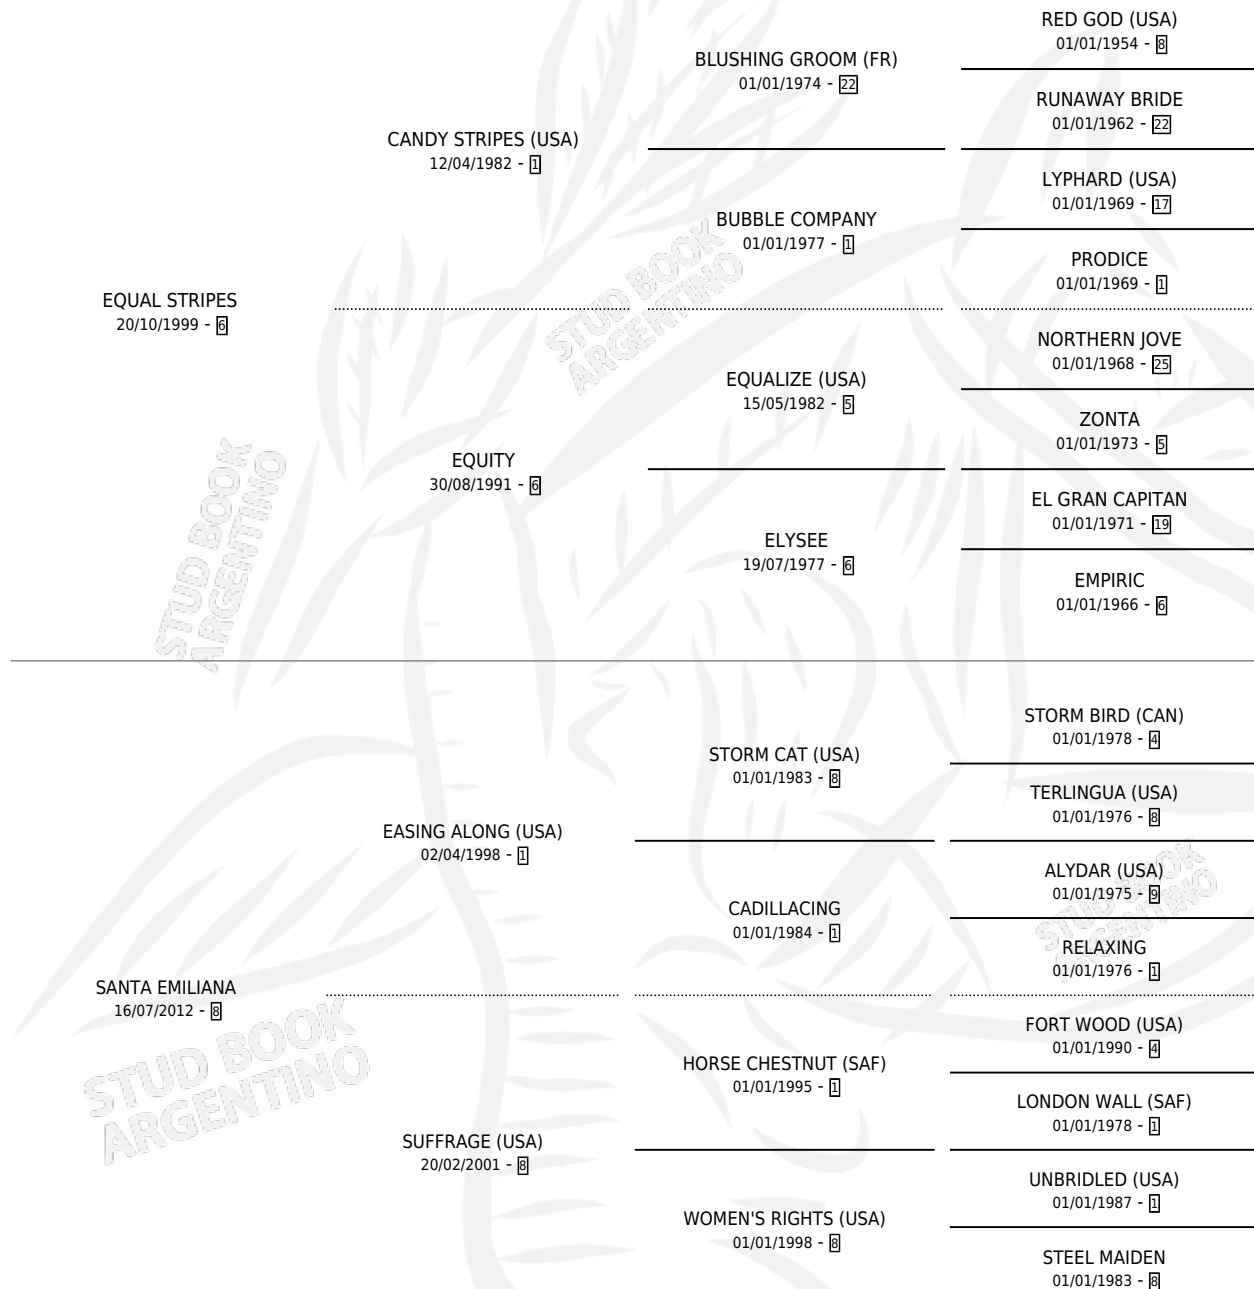 RED GOD (USA)
01/01/1954 - 8
BLUSHING GROOM (FR)
01/01/1974 - 22
RUNAWAY BRIDE
01/01/1962 - 22
CANDY STRIPES (USA)
12/04/1982 - 1
LYPHARD (USA)
01/01/1969 - 17
BUBBLE COMPANY
01/01/1977 - 1
PRODICE
01/01/1969 - 1
EQUAL STRIPES
20/10/1999 - 6
NORTHERN JOVE
01/01/1968 - 25
EQUALIZE (USA)
15/05/1982 - 5
ZONTA
01/01/1973 - 5
EQUITY
30/08/1991 - 6
EL GRAN CAPITAN
01/01/1971 - 19
ELYSEE
19/07/1977 - 6
EMPIRIC
01/01/1966 - 6
STUD BOOK
ARGENTINO
STUD BOOK
ARGENTINO
STORM BIRD (CAN)
01/01/1978 - 4
STORM CAT (USA)
01/01/1983 - 8
TERLINGUA (USA)
01/01/1976 - 8
EASING ALONG (USA)
02/04/1998 - 1
ALYDAR (USA)
01/01/1975 - 9
CADILLACING
01/01/1984 - 1
RELAXING
01/01/1976 - 1
SANTA EMILIANA
16/07/2012 - 8
FORT WOOD (USA)
01/01/1990 - 4
HORSE CHESTNUT (SAF)
01/01/1995 - 1
LONDON WALL (SAF)
01/01/1978 - 1
SUFFRAGE (USA)
20/02/2001 - 8
UNBRIDLED (USA)
01/01/1987 - 1
WOMEN'S RIGHTS (USA)
01/01/1998 - 8
STEEL MAIDEN
01/01/1983 - 8
STUD BOOK
ARGENTINO
STUD BOOK
ARGENTINO